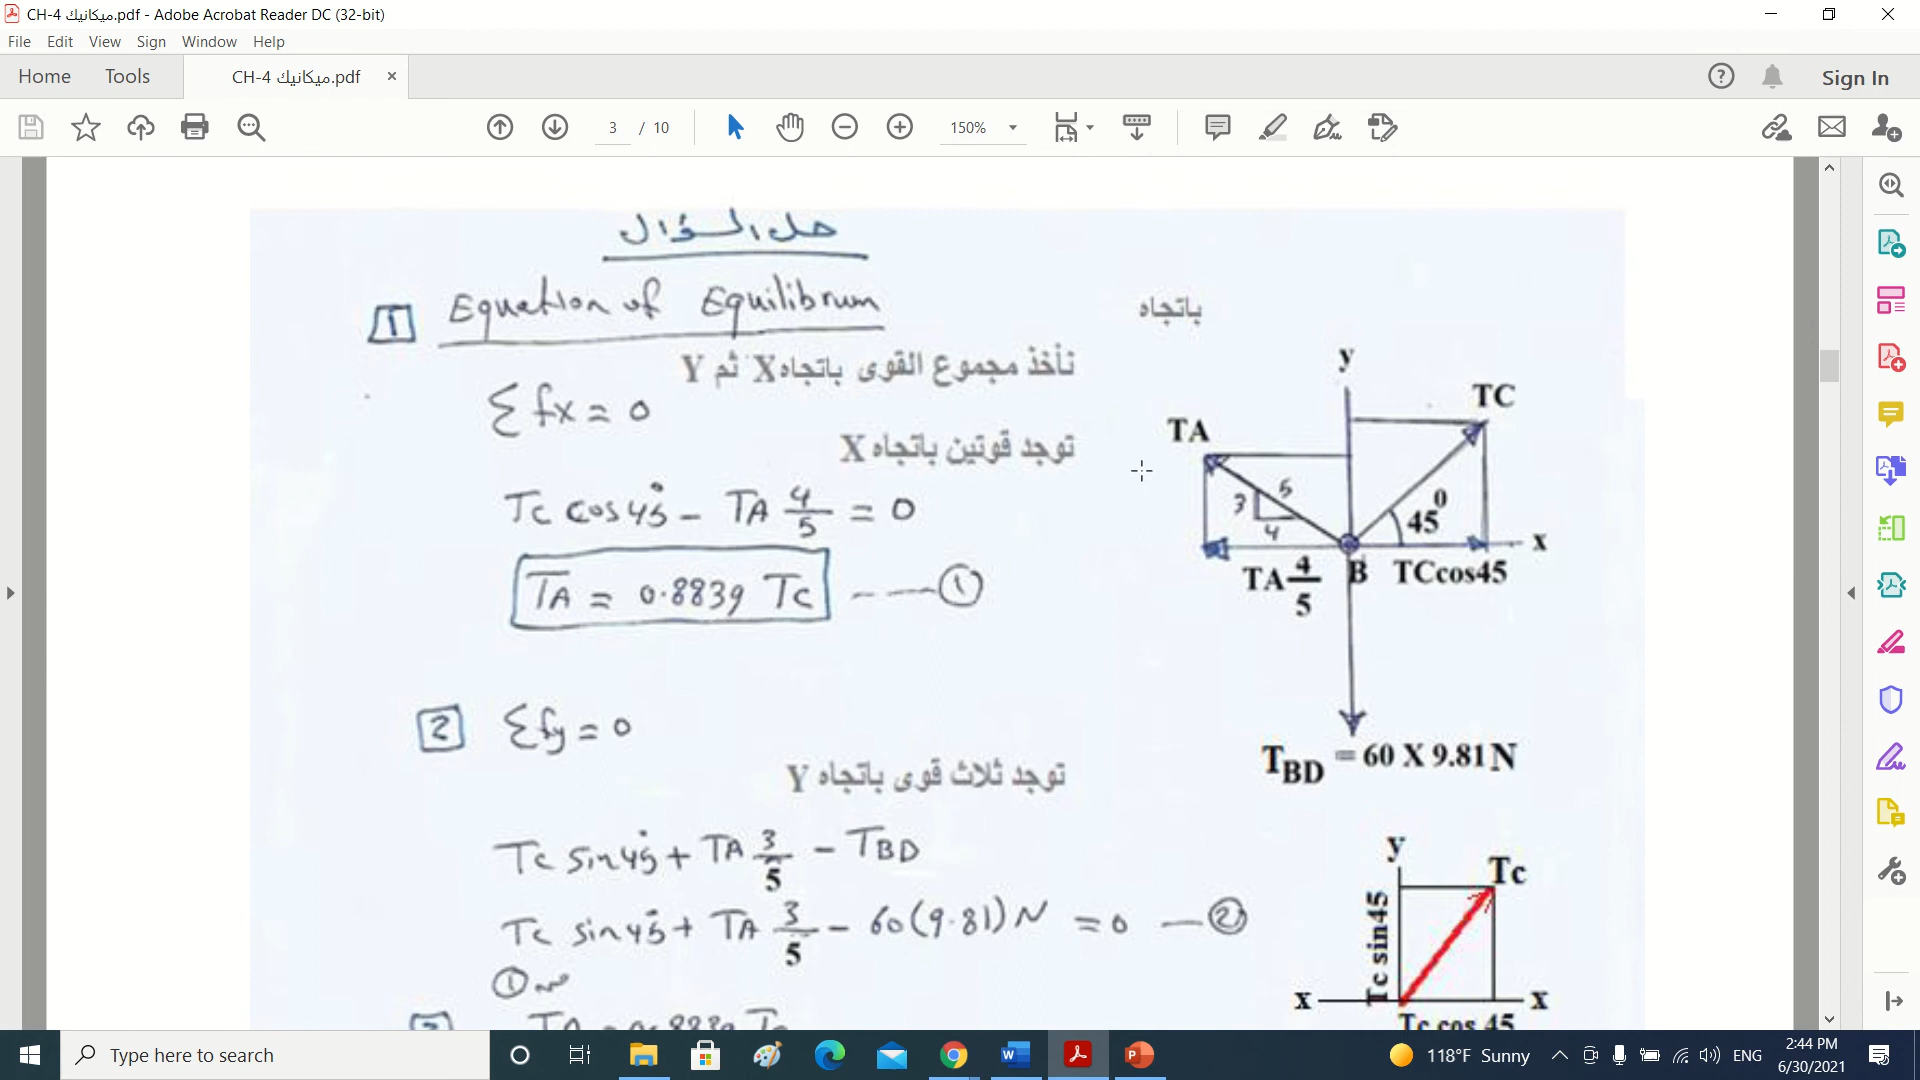 CH-4 ميكانيك.pdf - Adobe Acrobat Reader DC (32-bit)
File Edit View Sign Window Help
Home Tools CH-4 ميكانيك.pdf × Sign In
3 / 10 150%
حل السؤال
1 Equation of Equilibrum
باتجاه
نأخذ مجموع القوى باتجاه X ثم Y
Σfx = 0
توجد قوتين باتجاه X
Tc cos45° - TA 4/5 = 0
TA = 0.8839 Tc ---- ①
y
TC
TA
3 5 4
45⁰
x
TA 4/5 B TCcos45
T_BD = 60 X 9.81 N
2 Σfy = 0
توجد ثلاث قوى باتجاه Y
Tc sin45° + TA 3/5 - TBD
Tc sin45° + TA 3/5 - 60(9.81)N = 0 — ②
y
Tc
Tc sin45
x x
Tc cos 45
Type here to search
118°F Sunny
ENG
2:44 PM
6/30/2021